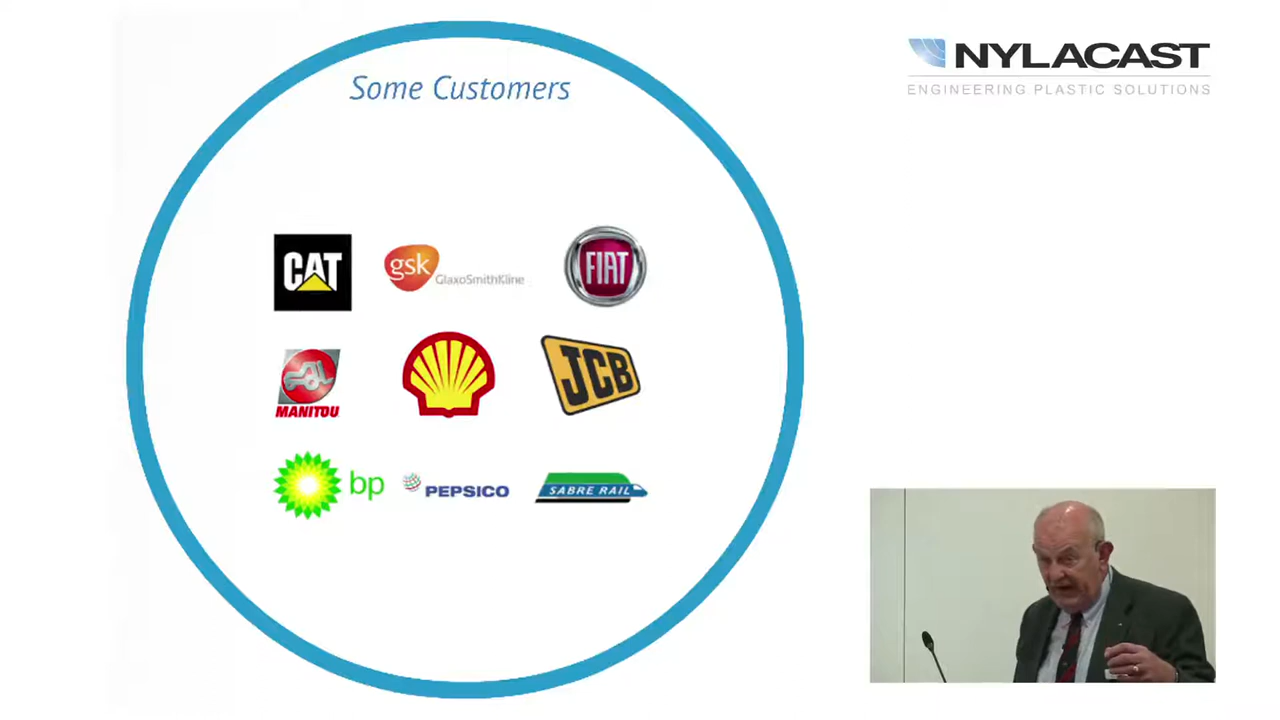 Some Customers
NYLACAST
ENGINEERING PLASTIC SOLUTIONS
CAT
gsk
GlaxoSmithKline
FIAT
MANITOU
JCB
bp
PEPSICO
SABRE RAIL